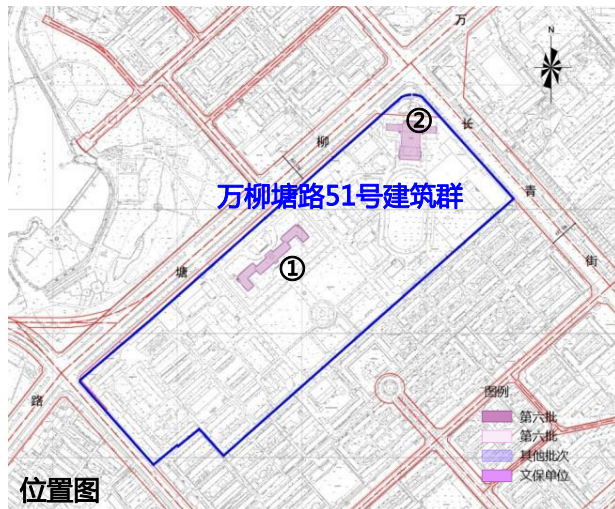 万
N
②
长
柳
青
万柳塘路51号建筑群
街
①
塘
路
图例
第六批
第六批
其他批次
文保单位
位置图